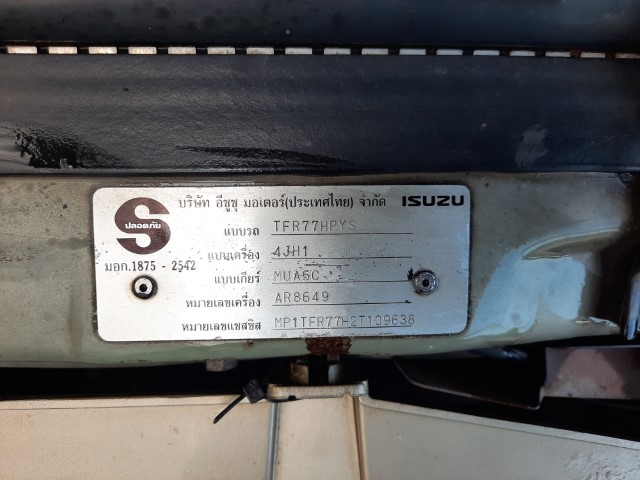 บริษัท อีซูซุ มอเตอร์(ประเทศไทย) จำกัด ISUZU
ปลอดภัย
มอก.1875 - 2542
แบบรถ TFR77HPYS
แบบเครื่อง 4JH1
แบบเกียร์ MUA5C
หมายเลขเครื่อง AR8649
หมายเลขแชสซิส MP1TFR77H2T109638